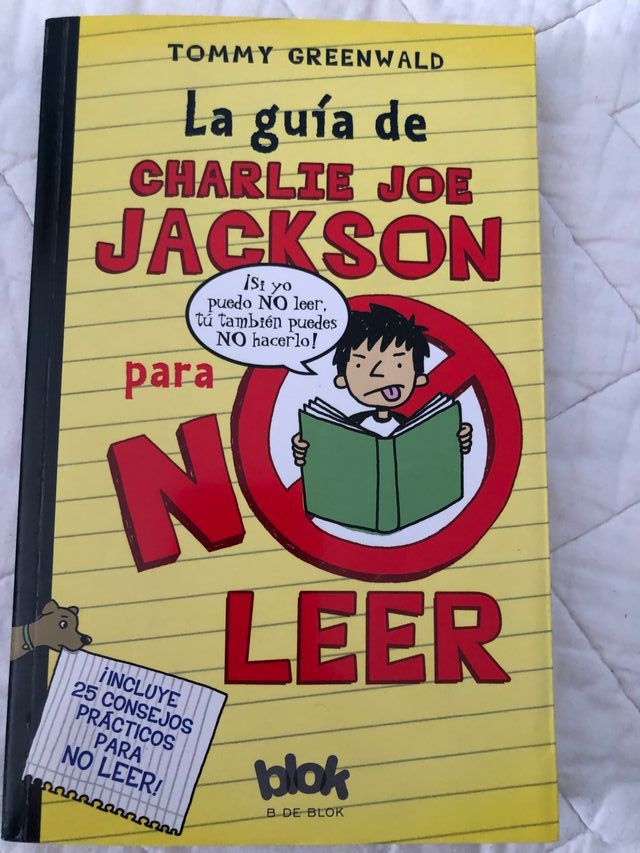 TOMMY GREENWALD
La guía de
CHARLIE JOE
JACKSON
¡Si yo
puedo NO leer,
tú también puedes
NO hacerlo!
para
NO
LEER
¡INCLUYE
25 CONSEJOS
PRÁCTICOS
PARA
NO LEER!
blok
B DE BLOK